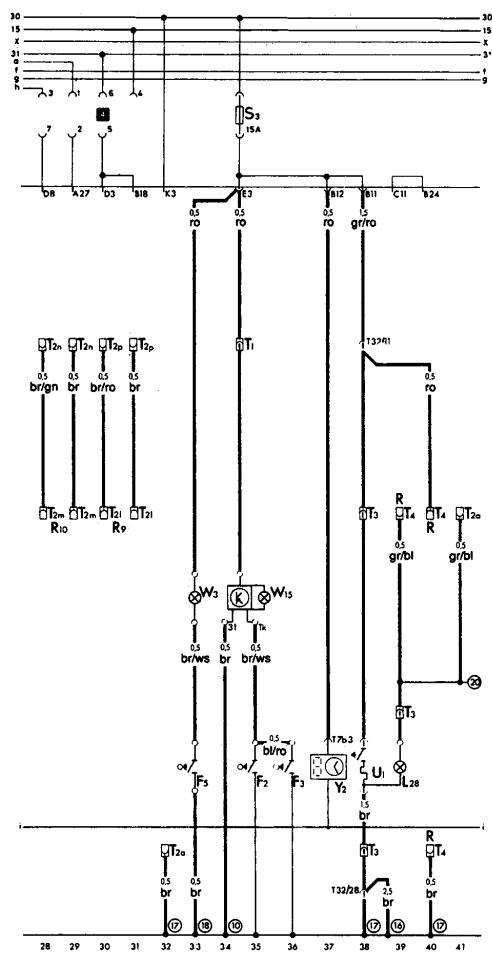 30 30
15 15
x x
31 31
a
f f
g g
h
3 1 6 4
4 S3
7 2 5 15A
D8 A27 D3 B18 K3 E3 B12 B11 C11 B24
0,5 0,5 0,5 1,5
ro ro ro gr/ro
T2n T2n T2p T2p T1 T32/11
0,5 0,5 0,5 0,5 0,5
br/gn br br/ro br ro
R
T2m T2m T2l T2l T3 T4 T4 T2a
R10 R9 R
0,5 0,5
gr/bl gr/bl
W3 K W15
31 Tk
0,5 0,5 0,5
br/ws br br/ws
20
T3
0,5
bl/ro
T7b3
F5 F2 F3 Y2 U1 L28
1,5
br
i i
R
T2a T3 T4
T32/28
0,5 0,5 0,5 2,5 0,5
br br br br br
17 18 10 17 16 17
28 29 30 31 32 33 34 35 36 37 38 39 40 41